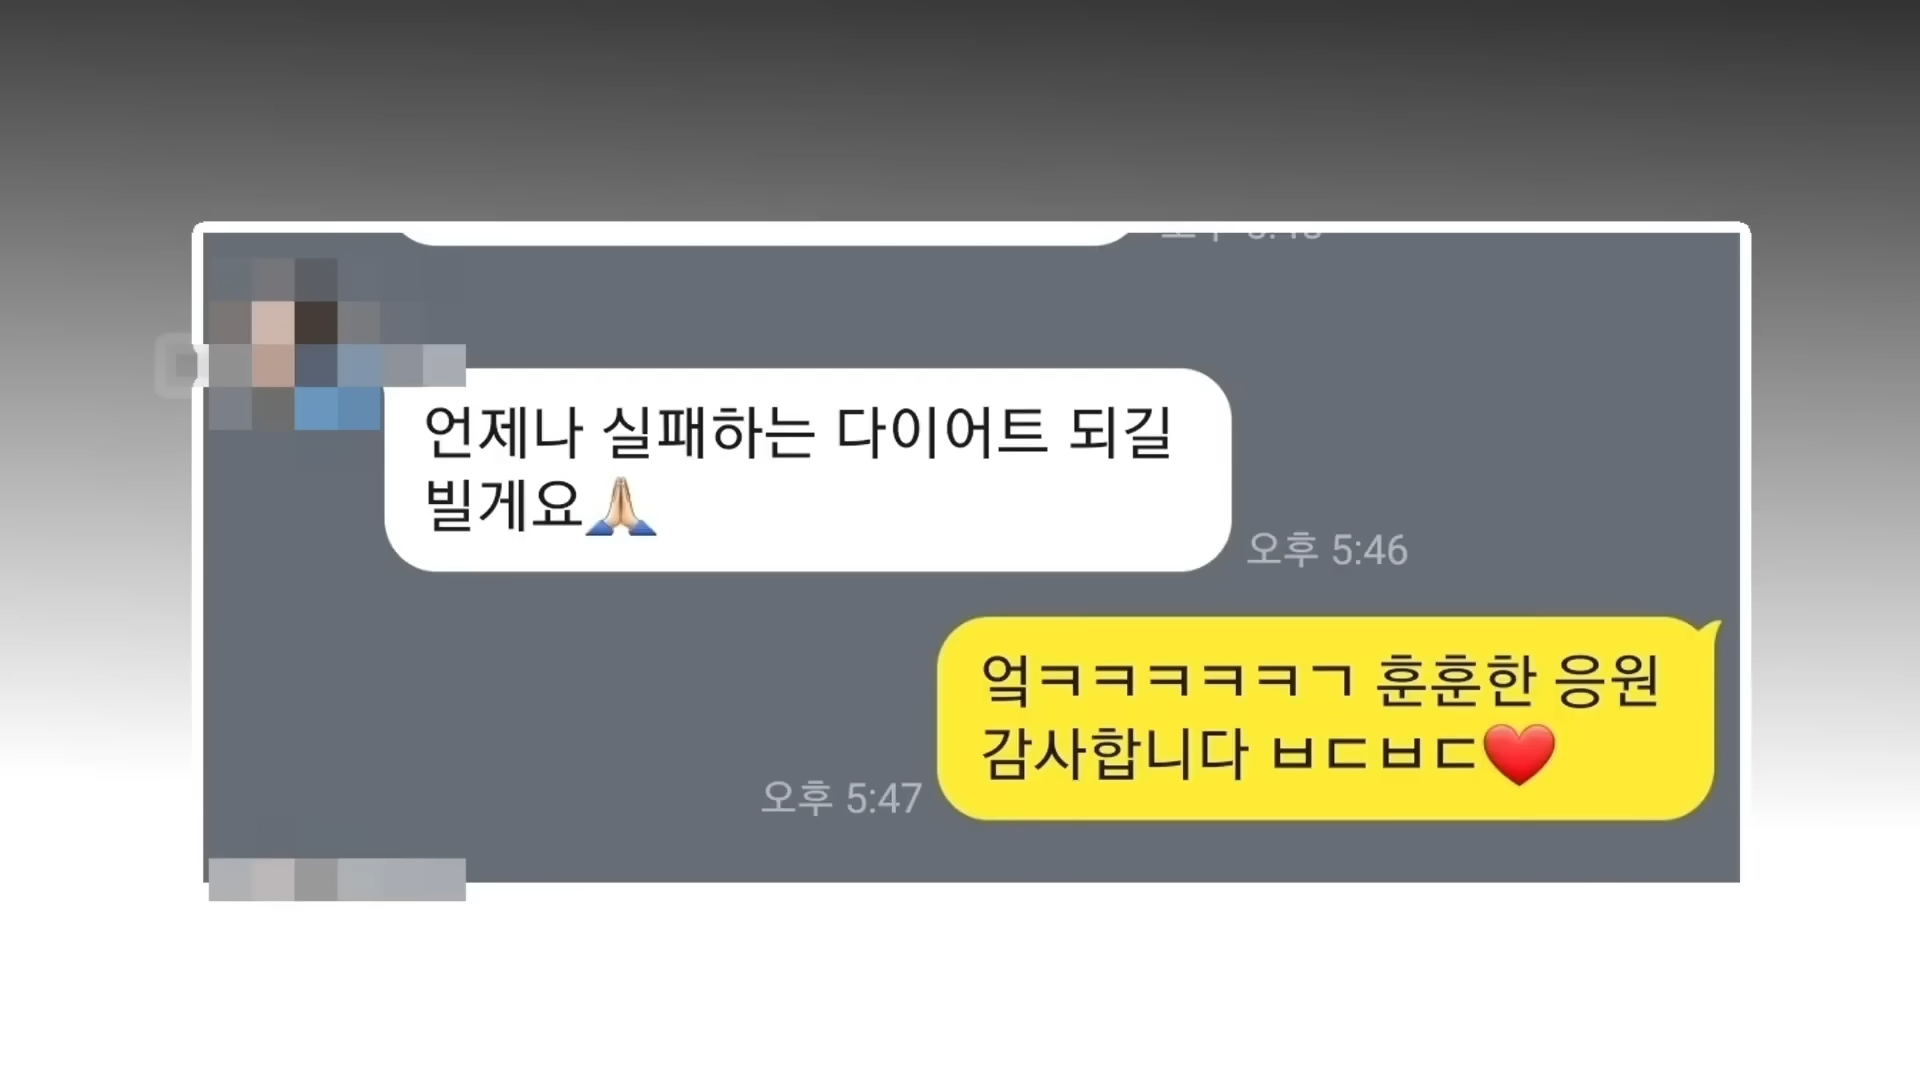 언제나 실패하는 다이어트 되길
빌게요🙏🏻
오후 5:46
엌ㅋㅋㅋㅋㅋㄱ 훈훈한 응원
감사합니다 ㅂㄷㅂㄷ❤️
오후 5:47